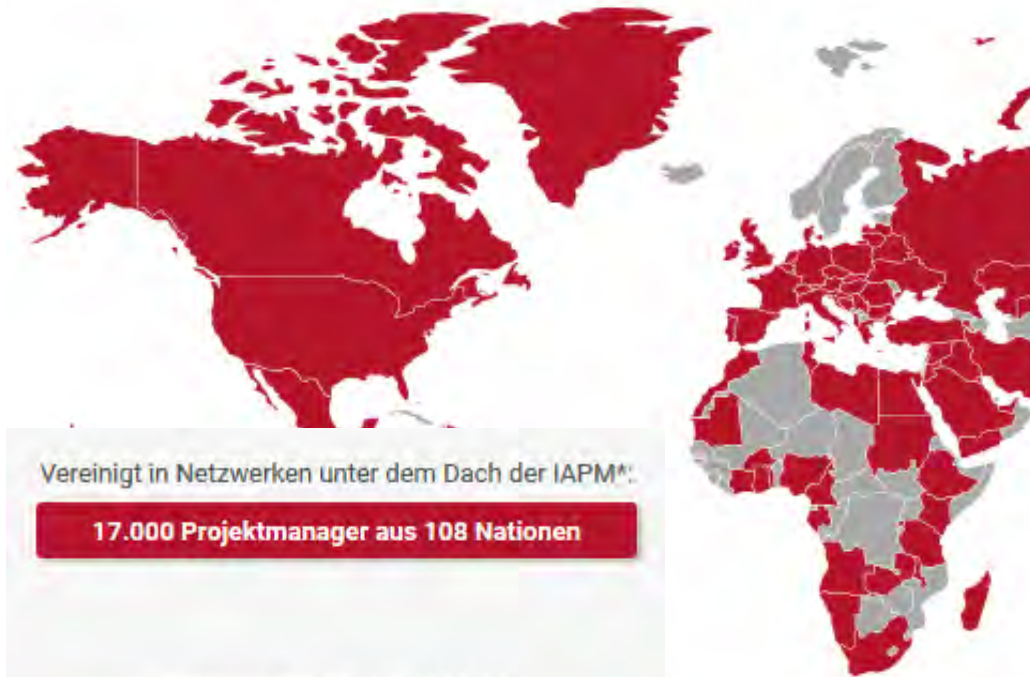 Vereinigt in Netzwerken unter dem Dach der IAPM*:
17.000 Projektmanager aus 108 Nationen